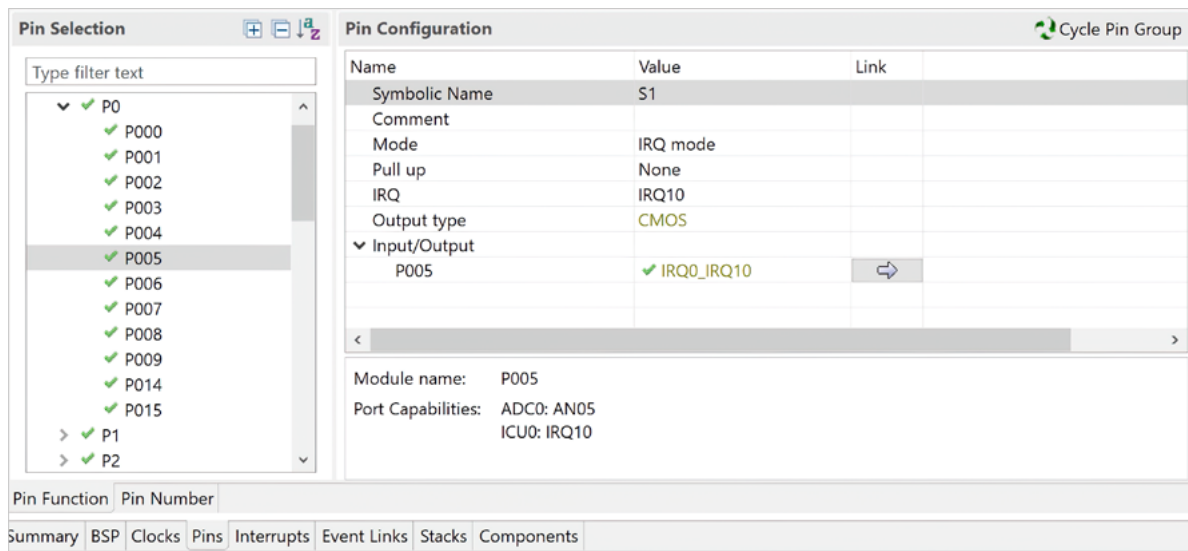 Pin Selection
Type filter text
P0
P000
P001
P002
P003
P004
P005
P006
P007
P008
P009
P014
P015
P1
P2
Pin Configuration
Cycle Pin Group
Name Value Link
Symbolic Name S1
Comment
Mode IRQ mode
Pull up None
IRQ IRQ10
Output type CMOS
Input/Output
P005 IRQ0_IRQ10
Module name: P005
Port Capabilities: ADC0: AN05
ICU0: IRQ10
Pin Function Pin Number
Summary BSP Clocks Pins Interrupts Event Links Stacks Components